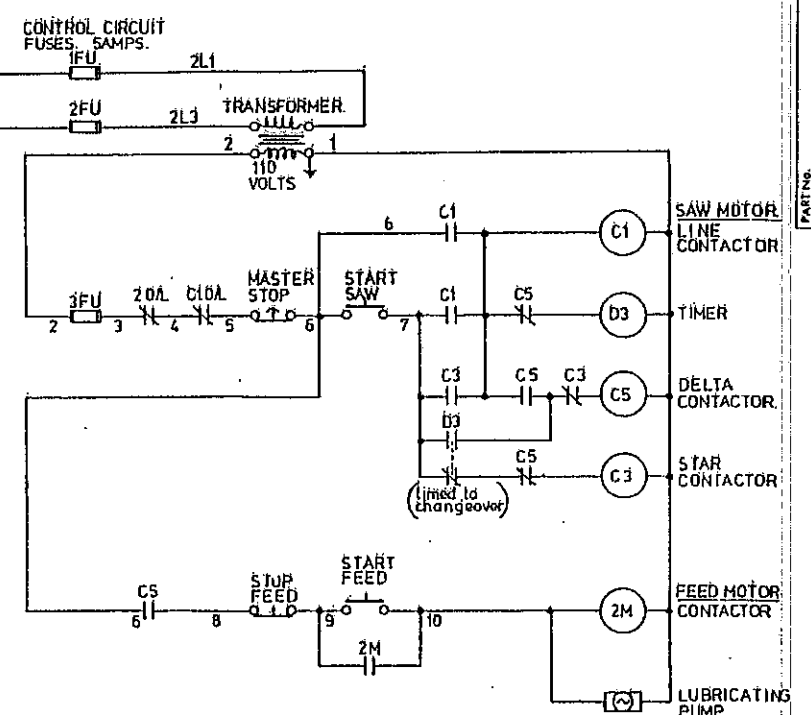 CONTROL CIRCUIT
FUSES. 5AMPS.
1FU
2L1
2FU
2L3
TRANSFORMER.
2
1
110
VOLTS
PART No.
6
C1
C1
SAW MOTOR
LINE
CONTACTOR
3FU
2 O/L
C1O/L
MASTER
STOP
START
SAW
C1
C5
D3
TIMER
2
3
4
5
6
7
C3
C5
C3
C5
DELTA
CONTACTOR.
D3
C5
C3
STAR
CONTACTOR
(timed to
changeover)
C5
STOP
FEED
START
FEED
2M
FEED MOTOR
CONTACTOR
6
8
9
10
2M
LUBRICATING
PUMP